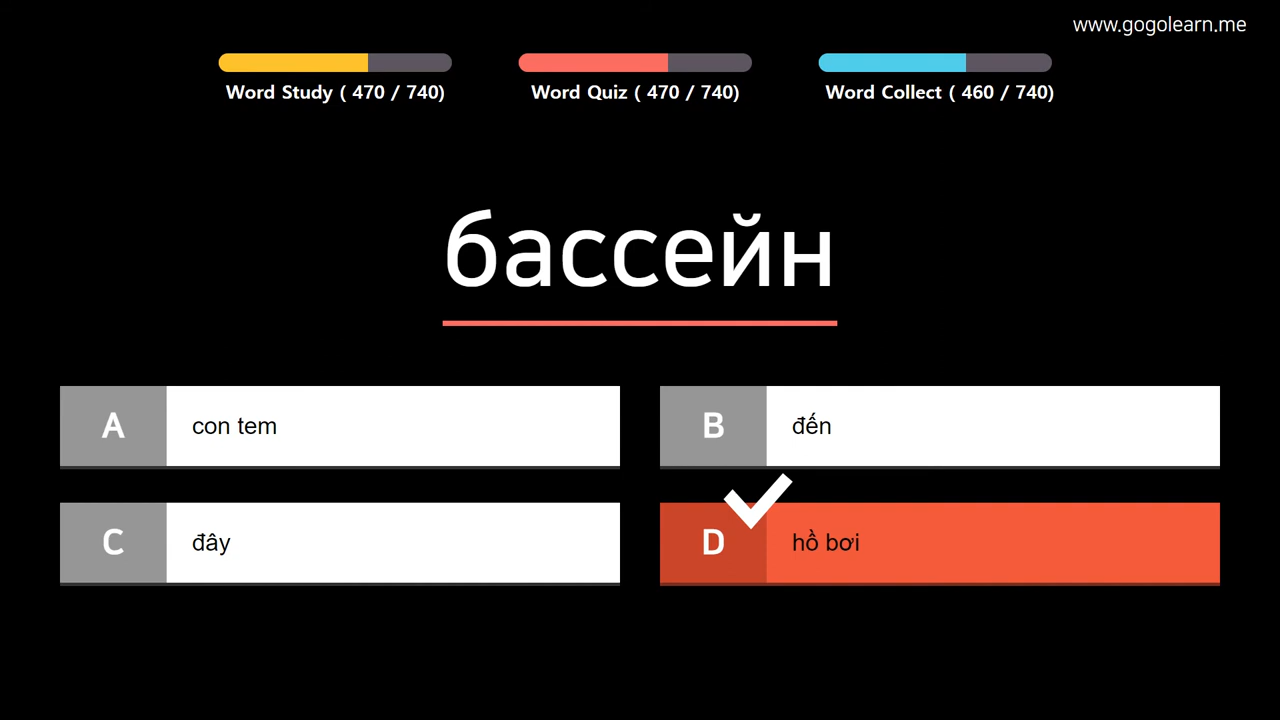 www.gogolearn.me
Word Study ( 470 / 740)
Word Quiz ( 470 / 740)
Word Collect ( 460 / 740)
бассейн
A con tem
B đến
C đây
D hồ bơi